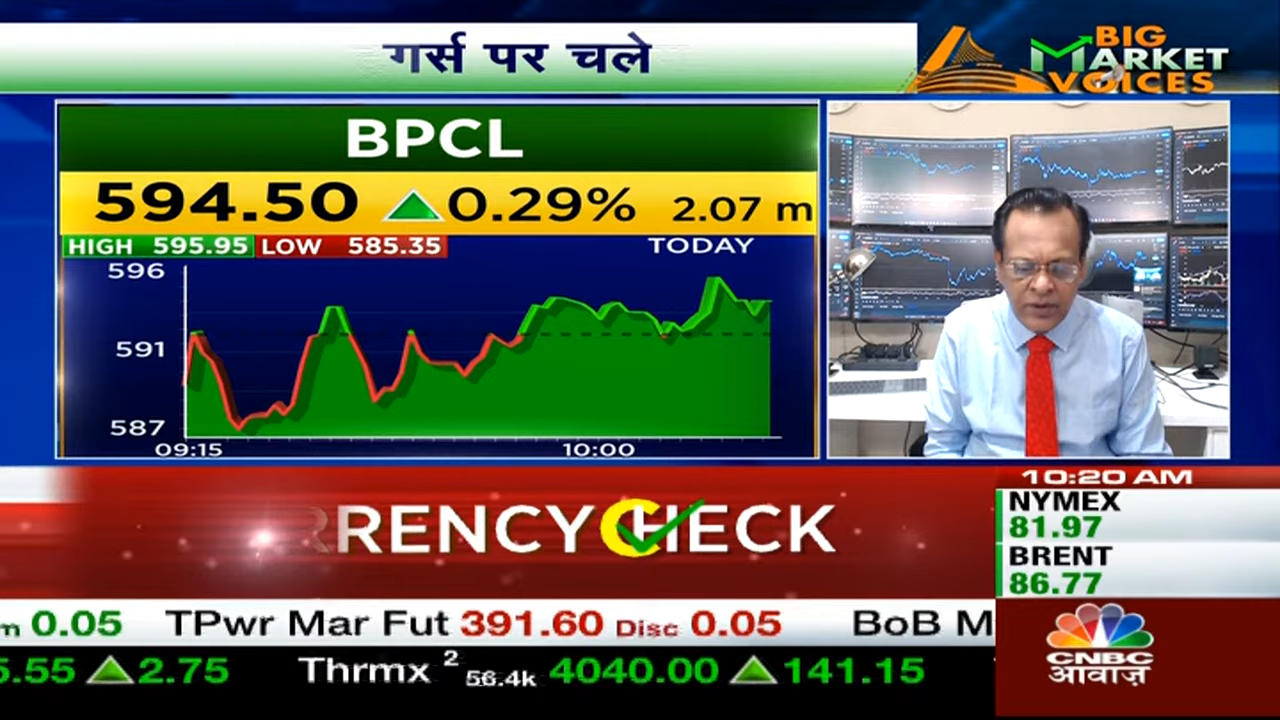 गर्स पर चले
BIG
MARKET
VOICES
BPCL
594.50 0.29% 2.07 m
HIGH 595.95 LOW 585.35 TODAY
596
591
587
09:15 10:00
RRENCY CHECK
10:20 AM
NYMEX
81.97
BRENT
86.77
0.05 TPwr Mar Fut 391.60 Disc 0.05 BoB M
5.55 2.75 Thrmx 2 56.4k 4040.00 141.15
CNBC
आवाज़